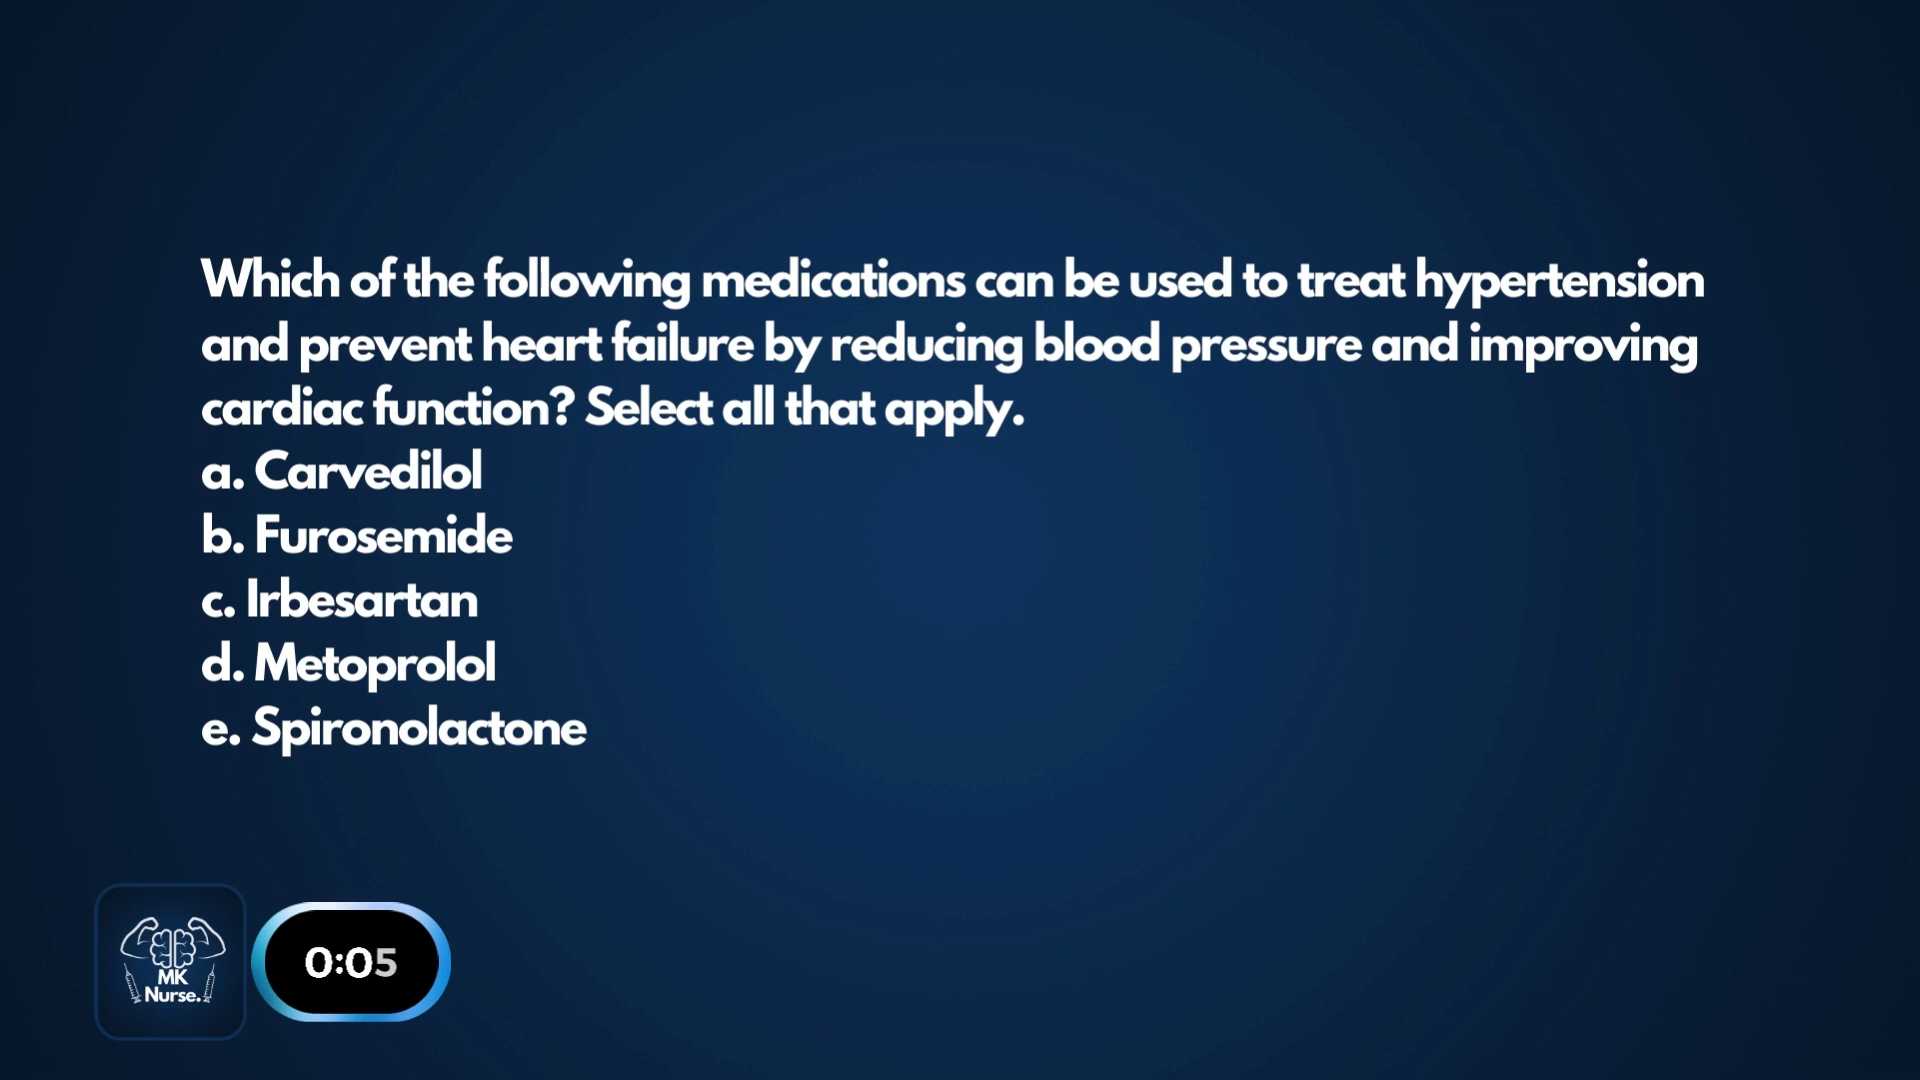 Which of the following medications can be used to treat hypertension
and prevent heart failure by reducing blood pressure and improving
cardiac function? Select all that apply.
a. Carvedilol
b. Furosemide
c. Irbesartan
d. Metoprolol
e. Spironolactone
MK
Nurse.
0:05